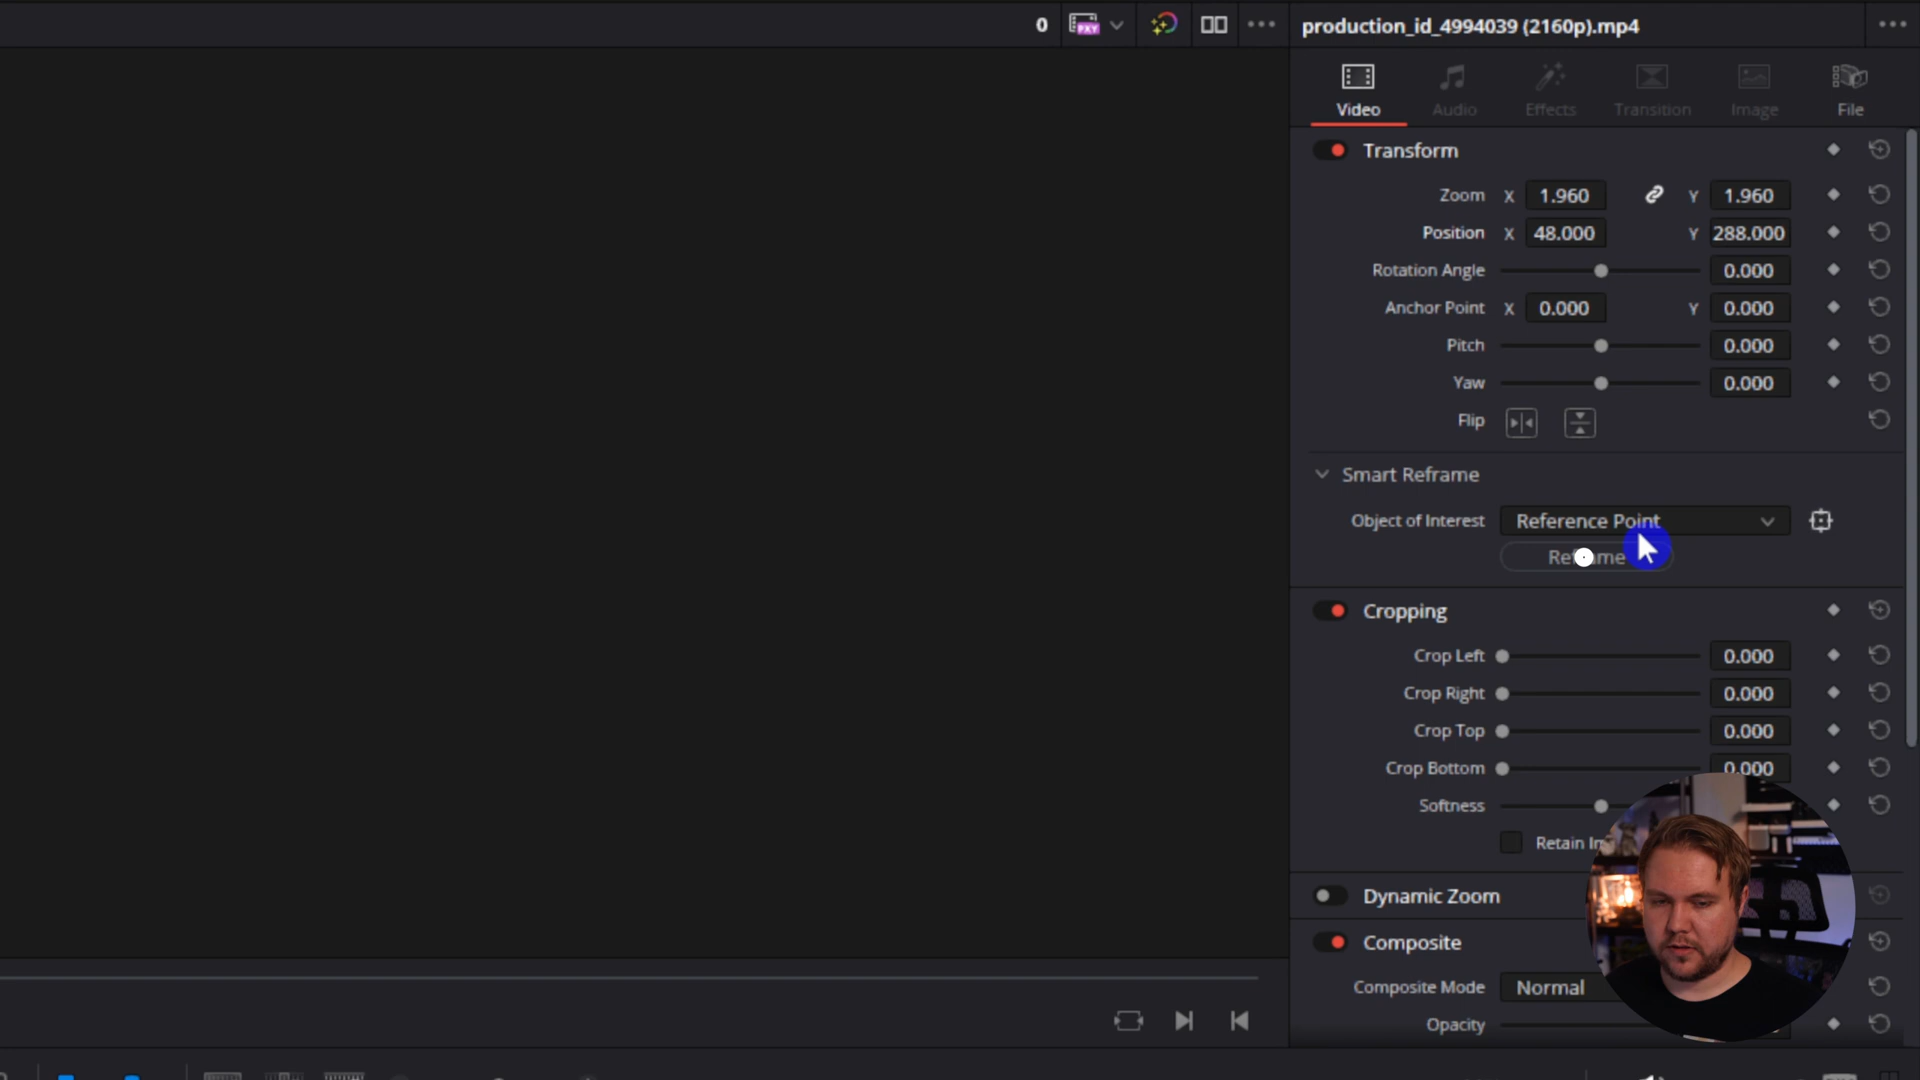 0
PXY
production_id_4994039 (2160p).mp4
Video
Audio
Effects
Transition
Image
File
Transform
Zoom X 1.960 Y 1.960
Position X 48.000 Y 288.000
Rotation Angle 0.000
Anchor Point X 0.000 Y 0.000
Pitch 0.000
Yaw 0.000
Flip
Smart Reframe
Object of Interest Reference Point
Cropping
Crop Left 0.000
Crop Right 0.000
Crop Top 0.000
Crop Bottom 0.000
Softness
Retain
Dynamic Zoom
Composite
Composite Mode Normal
Opacity